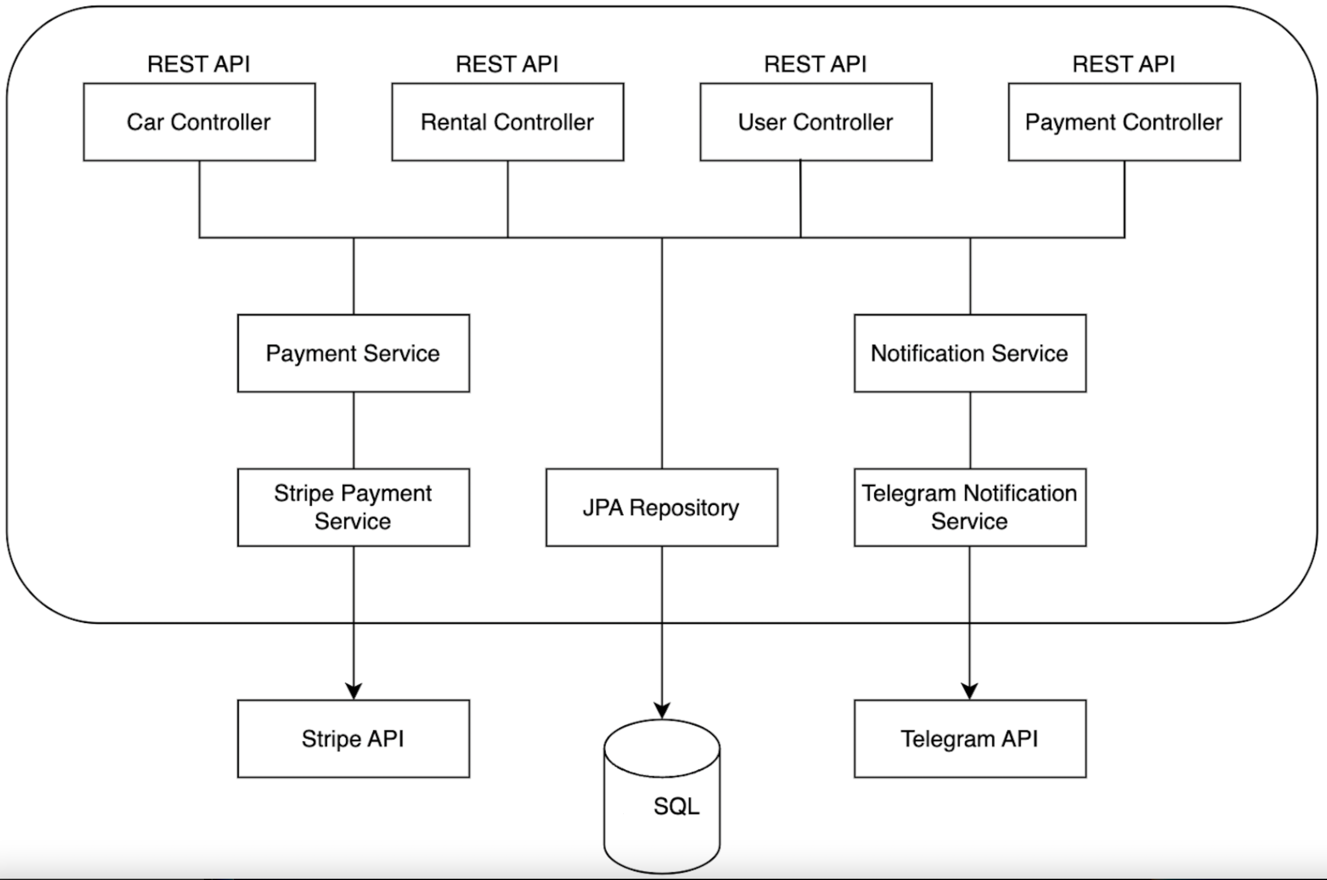 REST API
REST API
REST API
REST API
Car Controller
Rental Controller
User Controller
Payment Controller
Payment Service
Notification Service
Stripe Payment
Service
JPA Repository
Telegram Notification
Service
Stripe API
SQL
Telegram API